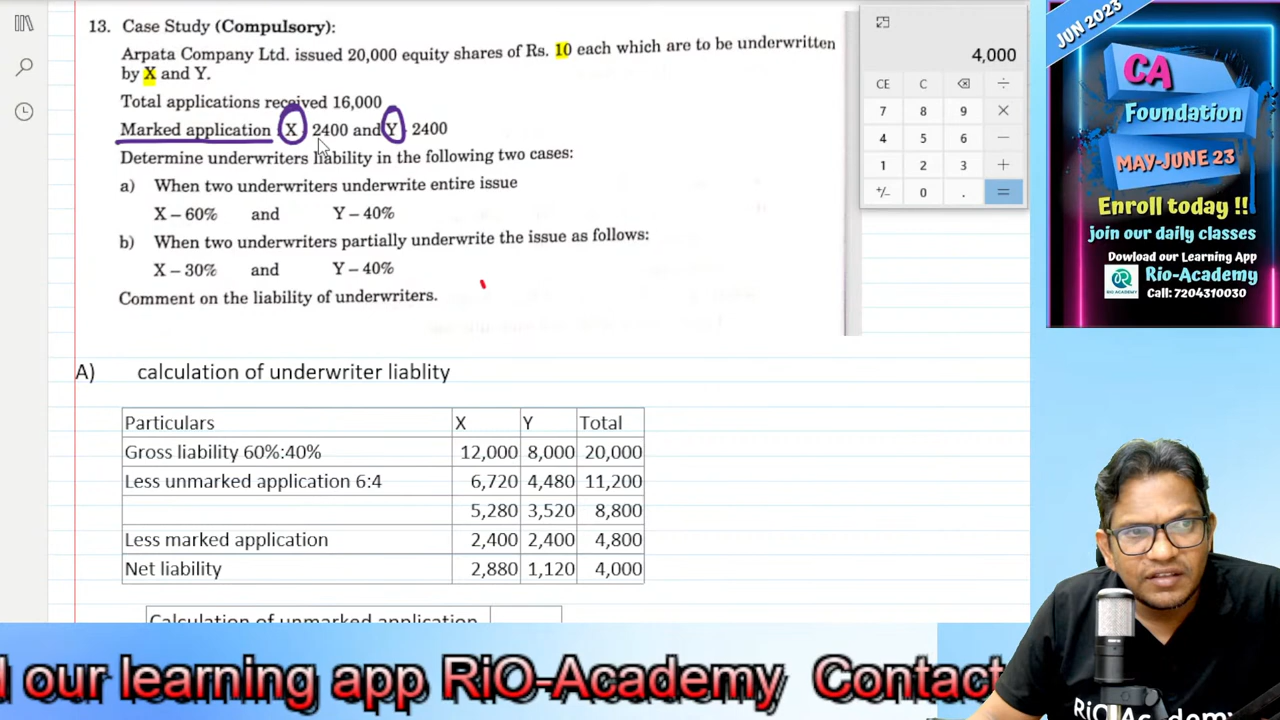 13. Case Study (Compulsory):
Arpata Company Ltd. issued 20,000 equity shares of Rs. 10 each which are to be underwritten
by X and Y.
Total applications received 16,000
Marked application X 2400 and Y 2400
Determine underwriters liability in the following two cases:
a) When two underwriters underwrite entire issue
X – 60% and Y – 40%
b) When two underwriters partially underwrite the issue as follows:
X – 30% and Y – 40%
Comment on the liability of underwriters.
4,000
CE C ÷
7 8 9 ×
4 5 6 −
1 2 3 +
+/- 0 . =
JUN 2023
CA
Foundation
MAY-JUNE 23
Enroll today !!
join our daily classes
Dowload our Learning App
RIO ACADEMY
Rio-Academy
Call: 7204310030
A) calculation of underwriter liablity
Particulars X Y Total
Gross liability 60%:40% 12,000 8,000 20,000
Less unmarked application 6:4 6,720 4,480 11,200
5,280 3,520 8,800
Less marked application 2,400 2,400 4,800
Net liability 2,880 1,120 4,000
Calculation of unmarked application
our learning app RiO-Academy Contac